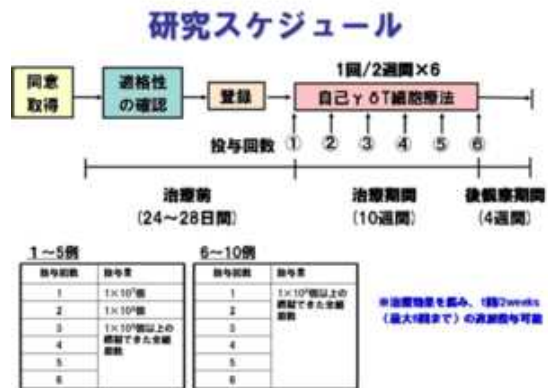 研究スケジュール
同意
取得
適格性
の確認
登録
1回/2週間×6
自己γδT細胞療法
投与回数 ① ② ③ ④ ⑤ ⑥
治療前
(24~28日間)
治療期間
(10週間)
後観察期間
(4週間)
1~5例
投与回数 投与量
1
2
3
4
5
6
6~10例
投与回数 投与量
1
2
3
4
5
6